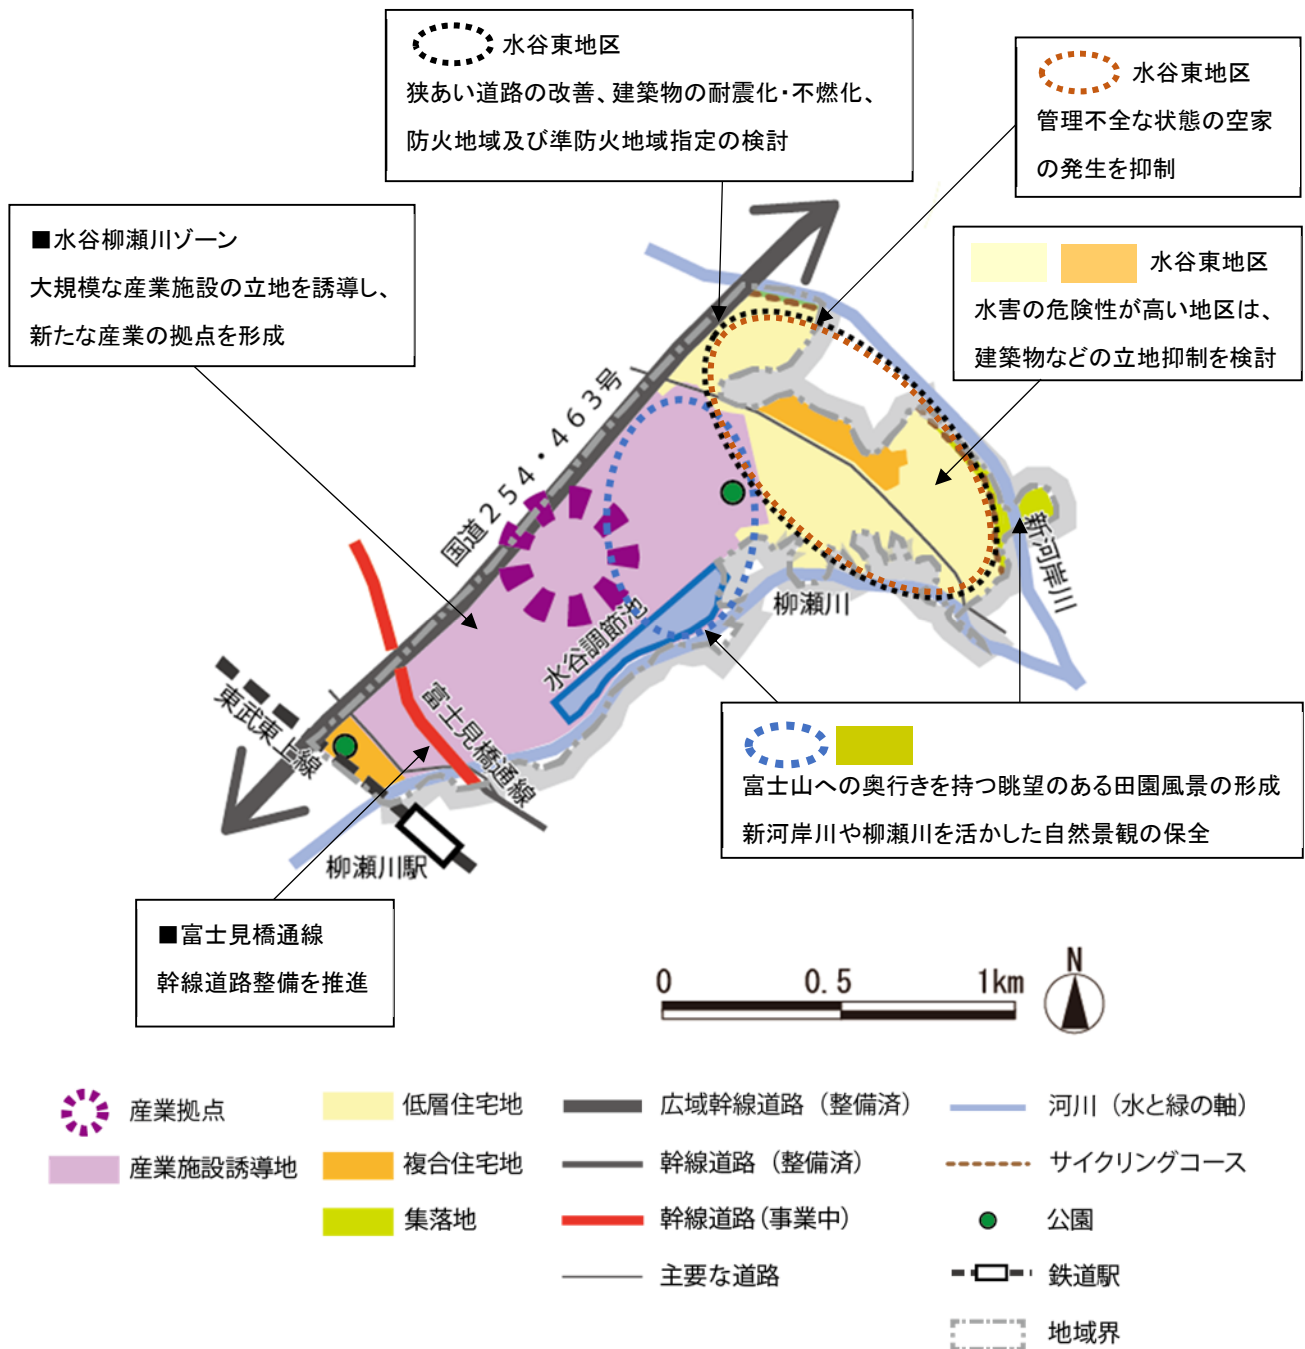 水谷東地区
狭あい道路の改善、建築物の耐震化・不燃化、
防火地域及び準防火地域指定の検討
水谷東地区
管理不全な状態の空家
の発生を抑制
■水谷柳瀬川ゾーン
大規模な産業施設の立地を誘導し、
新たな産業の拠点を形成
水谷東地区
水害の危険性が高い地区は、
建築物などの立地抑制を検討
国道254・463号
新河岸川
柳瀬川
水谷調節池
富士見橋通線
東武東上線
柳瀬川駅
富士山への奥行きを持つ眺望のある田園風景の形成
新河岸川や柳瀬川を活かした自然景観の保全
■富士見橋通線
幹線道路整備を推進
0 0.5 1km
N
産業拠点
産業施設誘導地
低層住宅地
複合住宅地
集落地
広域幹線道路（整備済）
幹線道路（整備済）
幹線道路（事業中）
主要な道路
河川（水と緑の軸）
サイクリングコース
公園
鉄道駅
地域界